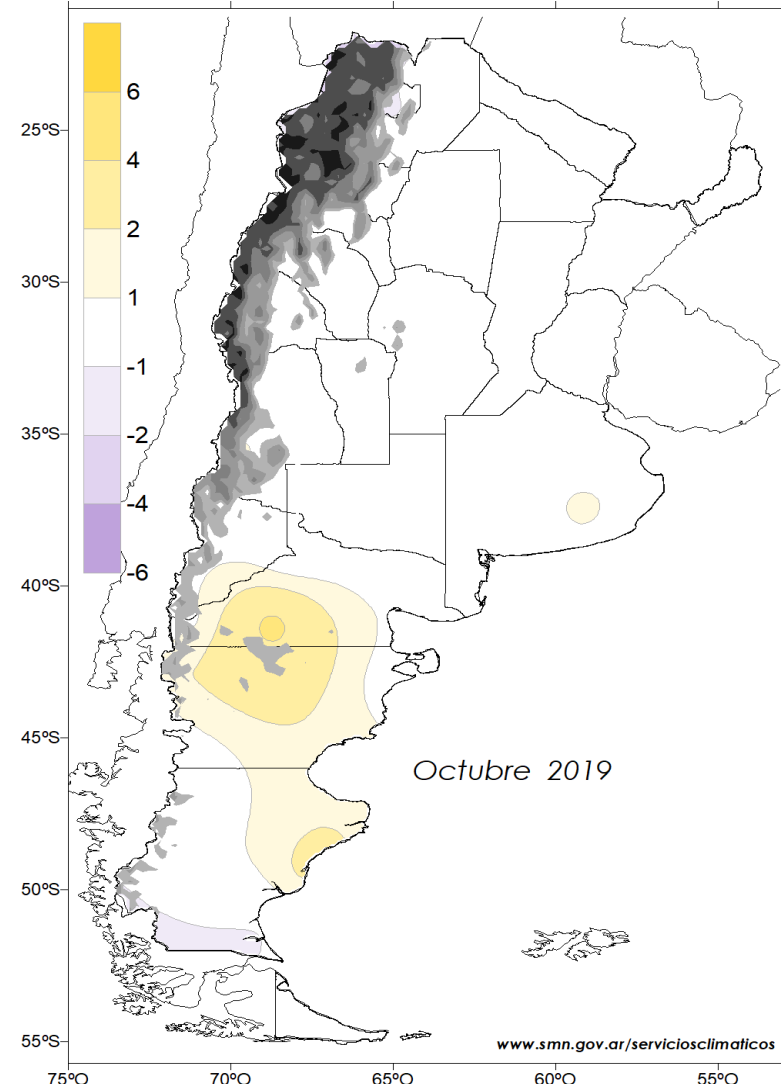 6
4
2
1
-1
-2
-4
-6
25ºS
30ºS
35ºS
40ºS
45ºS
50ºS
55ºS
Octubre 2019
www.smn.gov.ar/serviciosclimaticos
75ºO
70ºO
65ºO
60ºO
55ºO